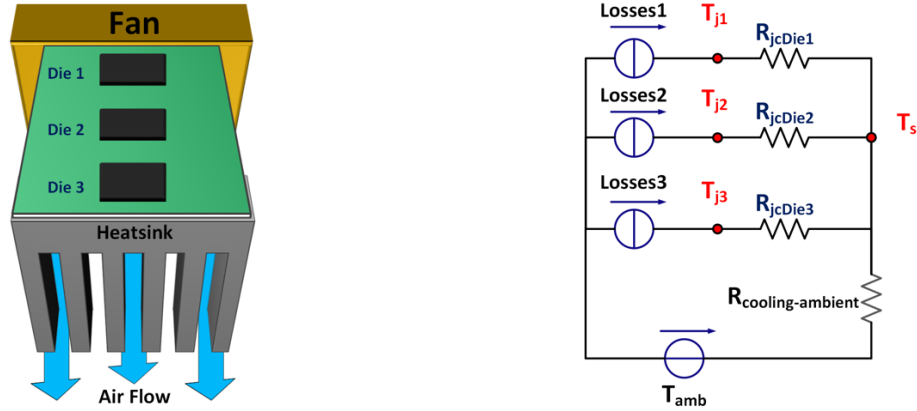 Fan
Die 1
Die 2
Die 3
Heatsink
Air Flow
Losses1
Tj1
RjcDie1
Losses2
Tj2
RjcDie2
Ts
Losses3
Tj3
RjcDie3
Rcooling-ambient
Tamb